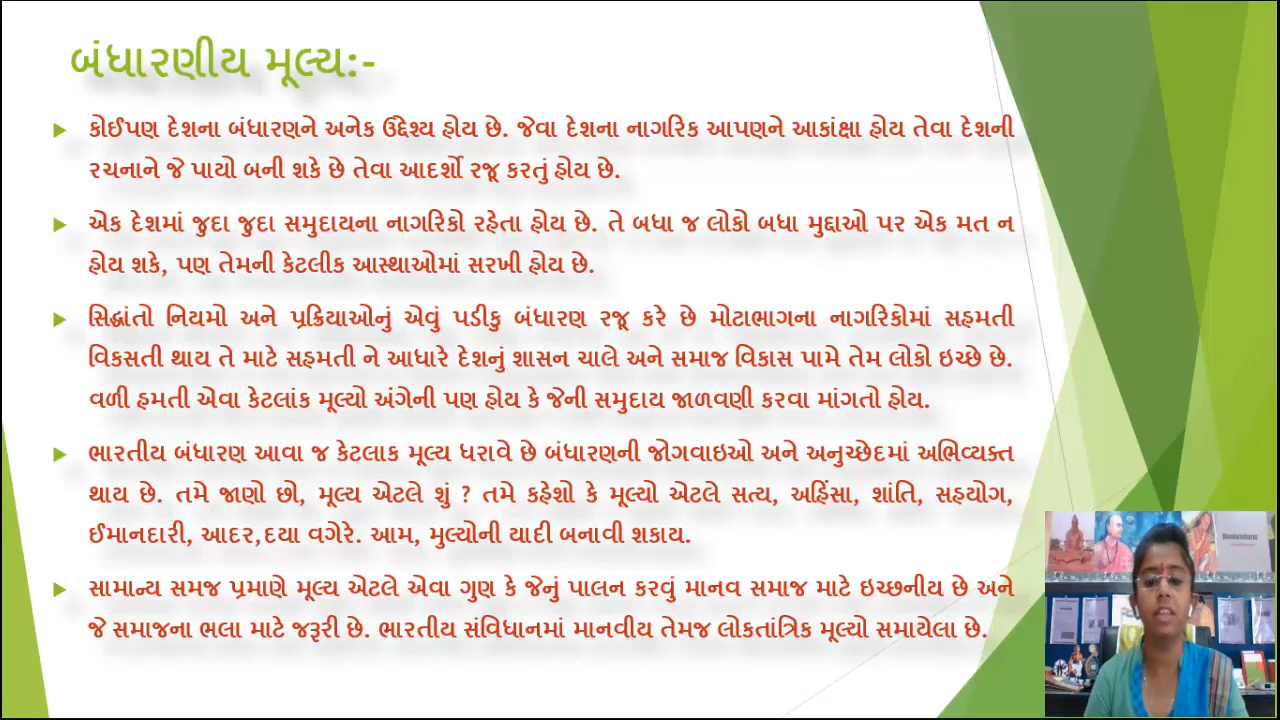 બંધારણીય મૂલ્ય:-
કોઈપણ દેશના બંધારણને અનેક ઉદ્દેશ્ય હોય છે. જેવા દેશના નાગરિક આપણને આકાંક્ષા હોય તેવા દેશની
રચનાને જે પાયો બની શકે છે તેવા આદર્શો રજૂ કરતું હોય છે.
એક દેશમાં જુદા જુદા સમુદાયના નાગરિકો રહેતા હોય છે. તે બધા જ લોકો બધા મુદ્દાઓ પર એક મત ન
હોય શકે, પણ તેમની કેટલીક આસ્થાઓમાં સરખી હોય છે.
સિદ્ધાંતો નિયમો અને પ્રક્રિયાઓનું એવું પડીકુ બંધારણ રજૂ કરે છે મોટાભાગના નાગરિકોમાં સહમતી
વિકસતી થાય તે માટે સહમતી ને આધારે દેશનું શાસન ચાલે અને સમાજ વિકાસ પામે તેમ લોકો ઇચ્છે છે.
વળી હમતી એવા કેટલાંક મૂલ્યો અંગેની પણ હોય કે જેની સમુદાય જાળવણી કરવા માંગતો હોય.
ભારતીય બંધારણ આવા જ કેટલાક મૂલ્ય ધરાવે છે બંધારણની જોગવાઇઓ અને અનુચ્છેદમાં અભિવ્યક્ત
થાય છે. તમે જાણો છો, મૂલ્ય એટલે શું ? તમે કહેશો કે મૂલ્યો એટલે સત્ય, અહિંસા, શાંતિ, સહયોગ,
ઈમાનદારી, આદર,દયા વગેરે. આમ, મુલ્યોની યાદી બનાવી શકાય.
સામાન્ય સમજ પ્રમાણે મૂલ્ય એટલે એવા ગુણ કે જેનું પાલન કરવું માનવ સમાજ માટે ઇચ્છનીય છે અને
જે સમાજના ભલા માટે જરૂરી છે. ભારતીય સંવિધાનમાં માનવીય તેમજ લોકતાંત્રિક મૂલ્યો સમાયેલા છે.